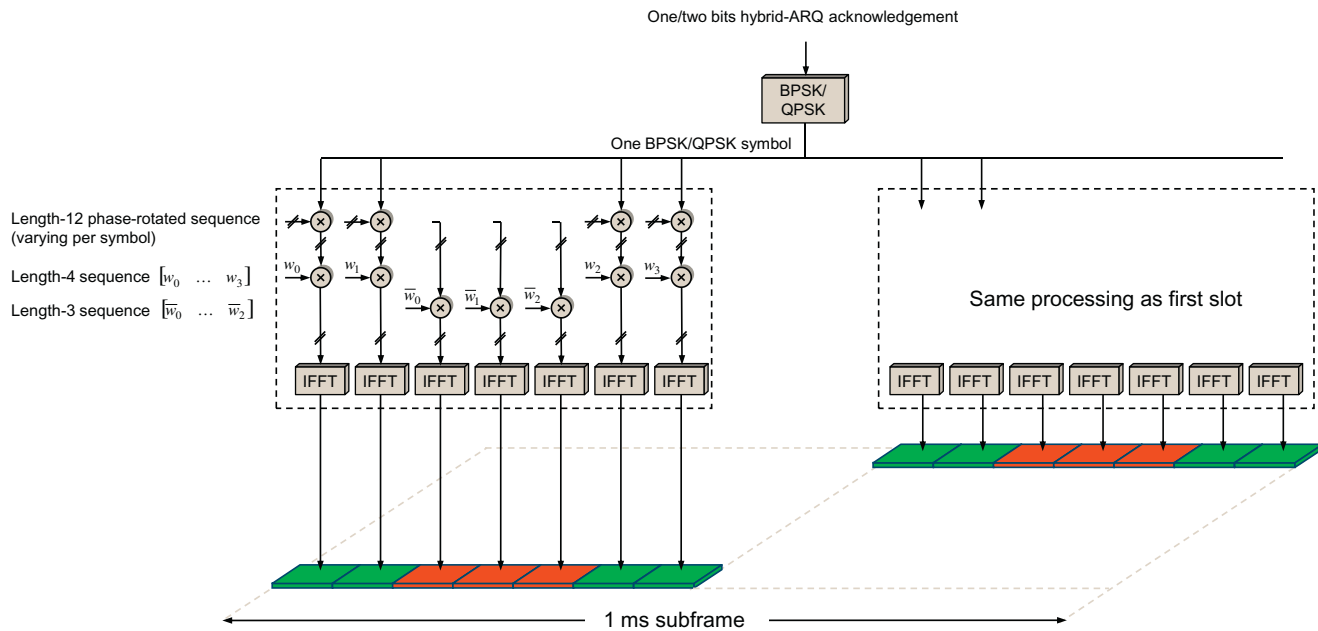 One/two bits hybrid-ARQ acknowledgement
BPSK/
QPSK
One BPSK/QPSK symbol
Length-12 phase-rotated sequence
(varying per symbol)
Length-4 sequence [w₀ … w₃]
w₀ w₁ w₂ w₃
Length-3 sequence [w̅₀ … w̅₂]
w̅₀ w̅₁ w̅₂
Same processing as first slot
IFFT IFFT IFFT IFFT IFFT IFFT IFFT
IFFT IFFT IFFT IFFT IFFT IFFT IFFT
1 ms subframe